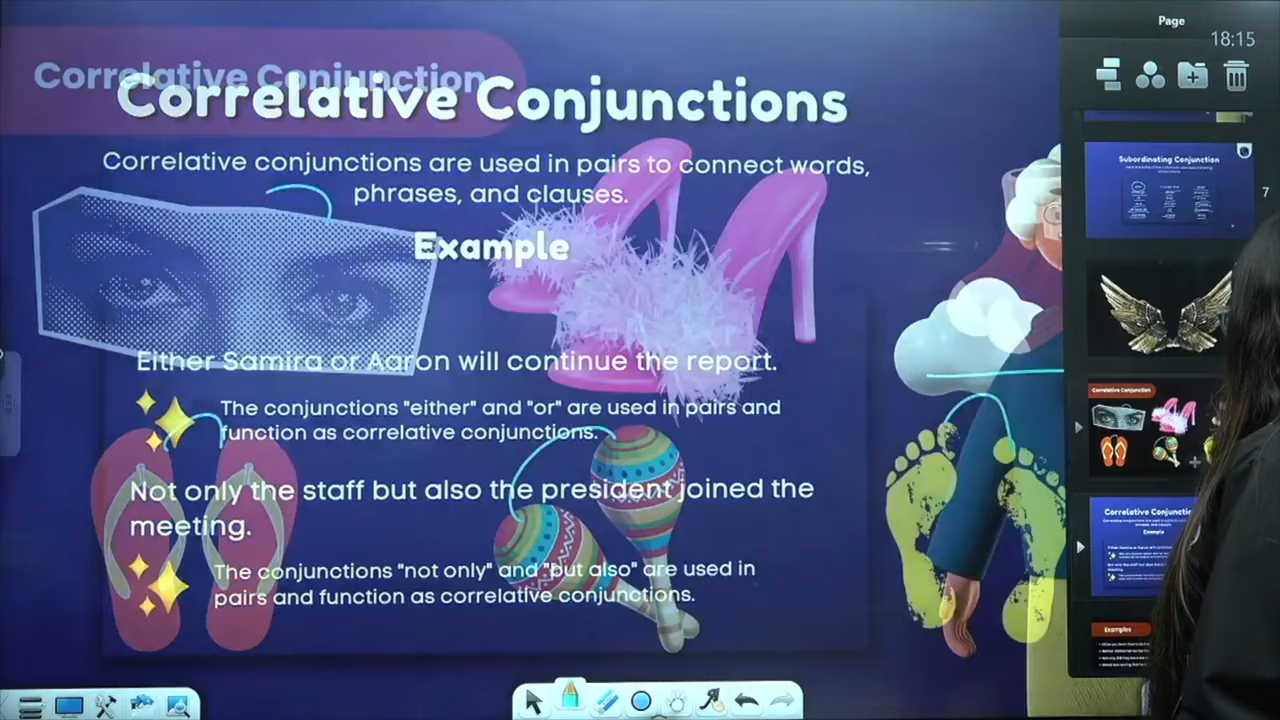 Page
18:15
Correlative Conjunction
Correlative Conjunctions
Correlative conjunctions are used in pairs to connect words,
phrases, and clauses.
Example
Either Samira or Aaron will continue the report.
The conjunctions "either" and "or" are used in pairs and
function as correlative conjunctions.
Not only the staff but also the president joined the
meeting.
The conjunctions "not only" and "but also" are used in
pairs and function as correlative conjunctions.
Subordinating Conjunction
7
Correlative Conjunction
Correlative Conjunctio
Example
Examples